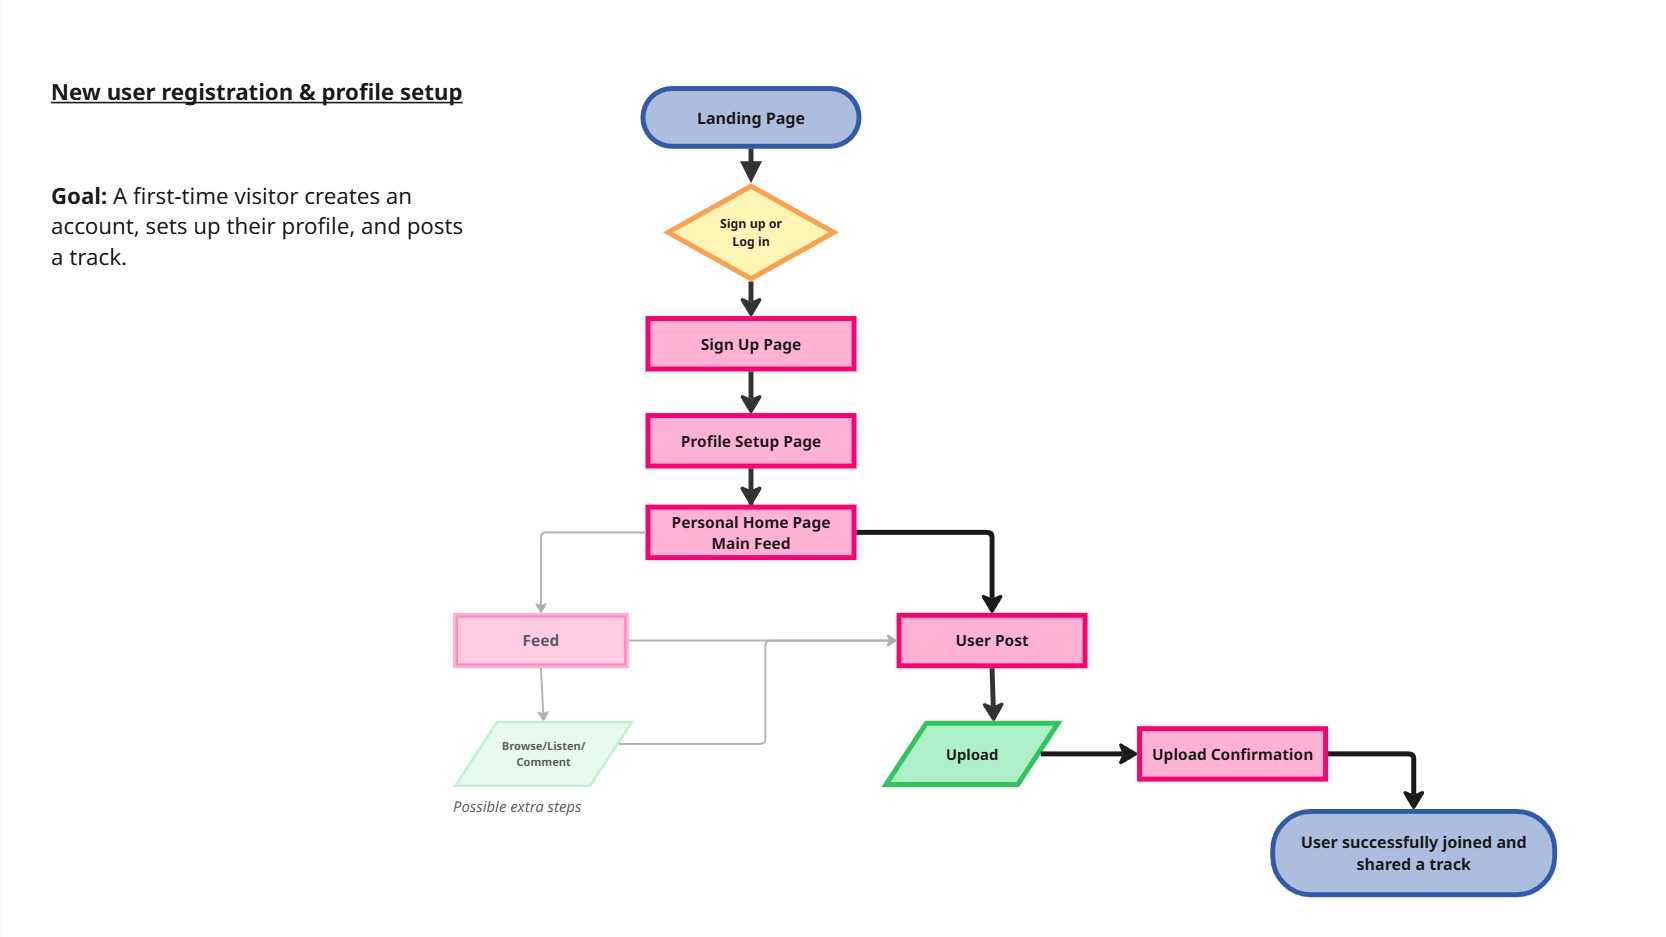 New user registration & profile setup
Goal: A first-time visitor creates an
account, sets up their profile, and posts
a track.
Landing Page
Sign up or
Log in
Sign Up Page
Profile Setup Page
Personal Home Page
Main Feed
Feed
User Post
Browse/Listen/
Comment
Possible extra steps
Upload
Upload Confirmation
User successfully joined and
shared a track